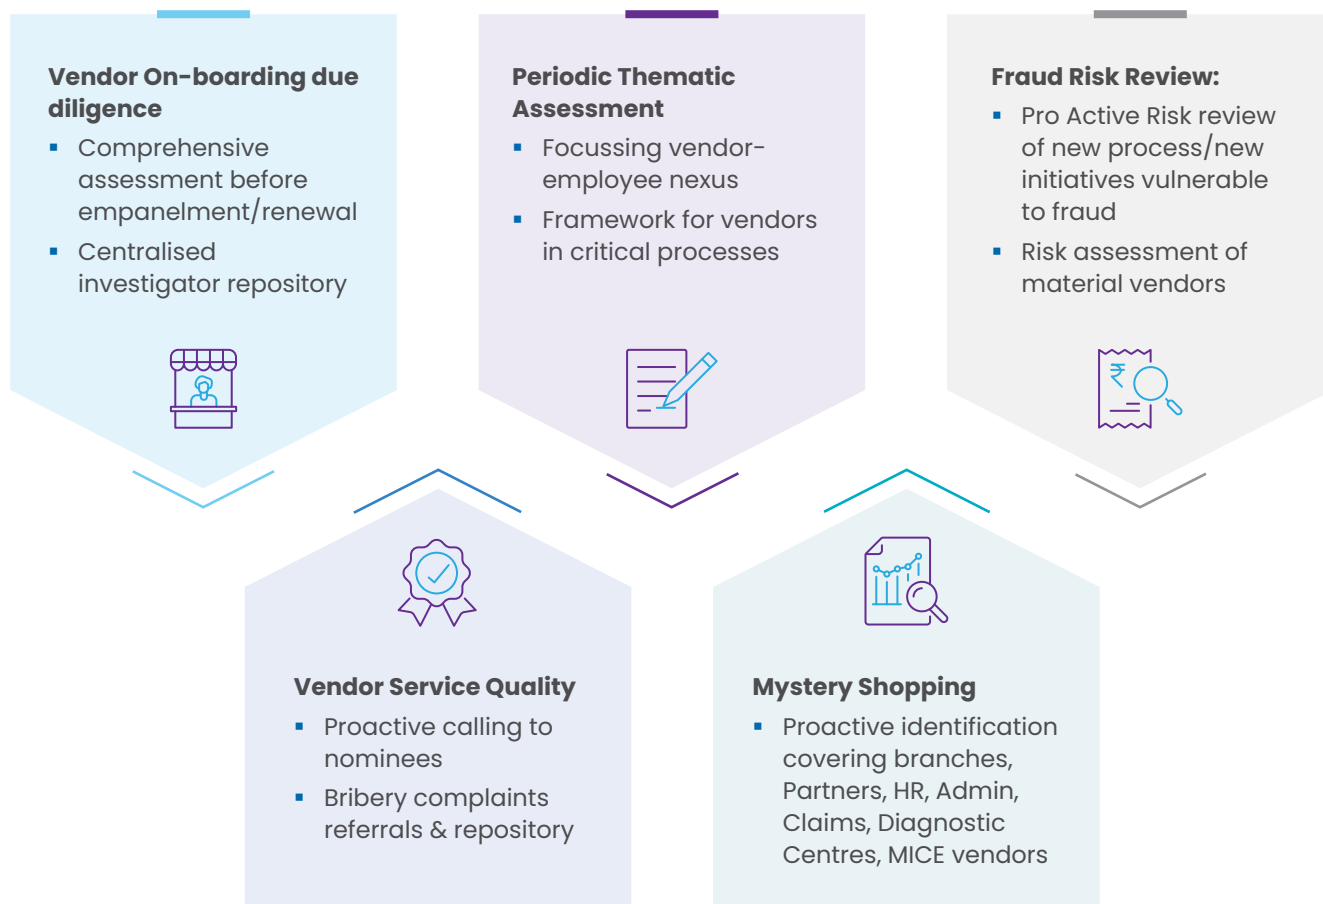 Vendor On-boarding due
diligence
▪ Comprehensive
assessment before
empanelment/renewal
▪ Centralised
investigator repository
Vendor Service Quality
▪ Proactive calling to
nominees
▪ Bribery complaints
referrals & repository
Periodic Thematic
Assessment
▪ Focussing vendor-
employee nexus
▪ Framework for vendors
in critical processes
Mystery Shopping
▪ Proactive identification
covering branches,
Partners, HR, Admin,
Claims, Diagnostic
Centres, MICE vendors
Fraud Risk Review:
▪ Pro Active Risk review
of new process/new
initiatives vulnerable
to fraud
▪ Risk assessment of
material vendors
₹